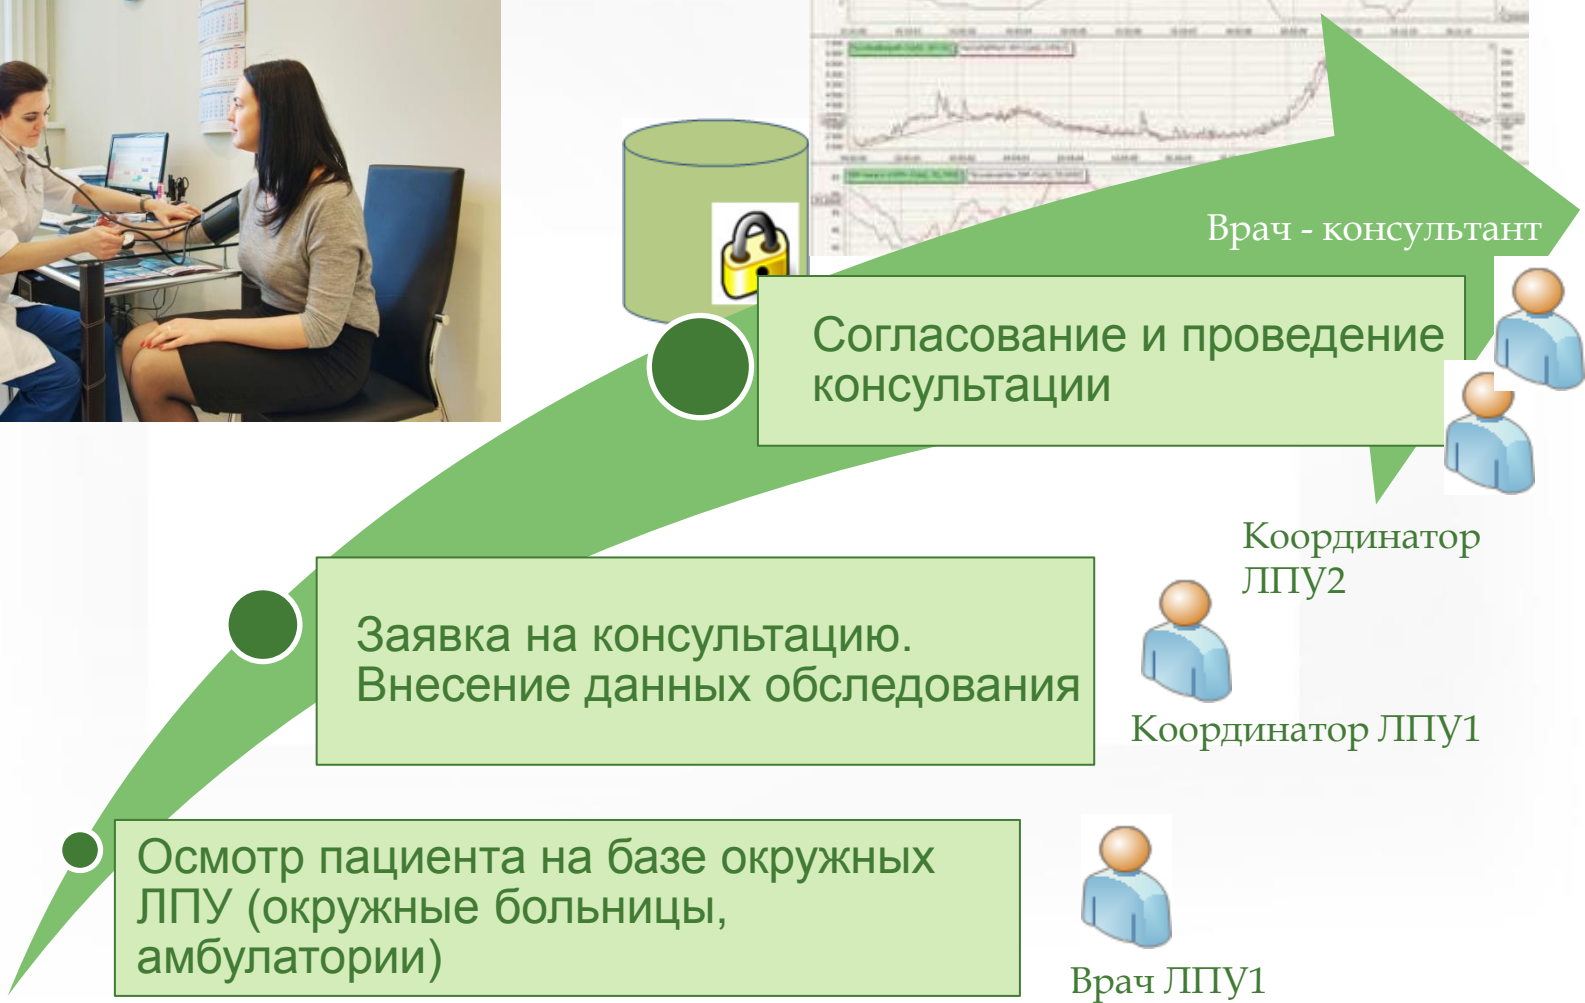 Врач - консультант
Согласование и проведение
консультации
Координатор
ЛПУ2
Заявка на консультацию.
Внесение данных обследования
Координатор ЛПУ1
Осмотр пациента на базе окружных
ЛПУ (окружные больницы,
амбулатории)
Врач ЛПУ1